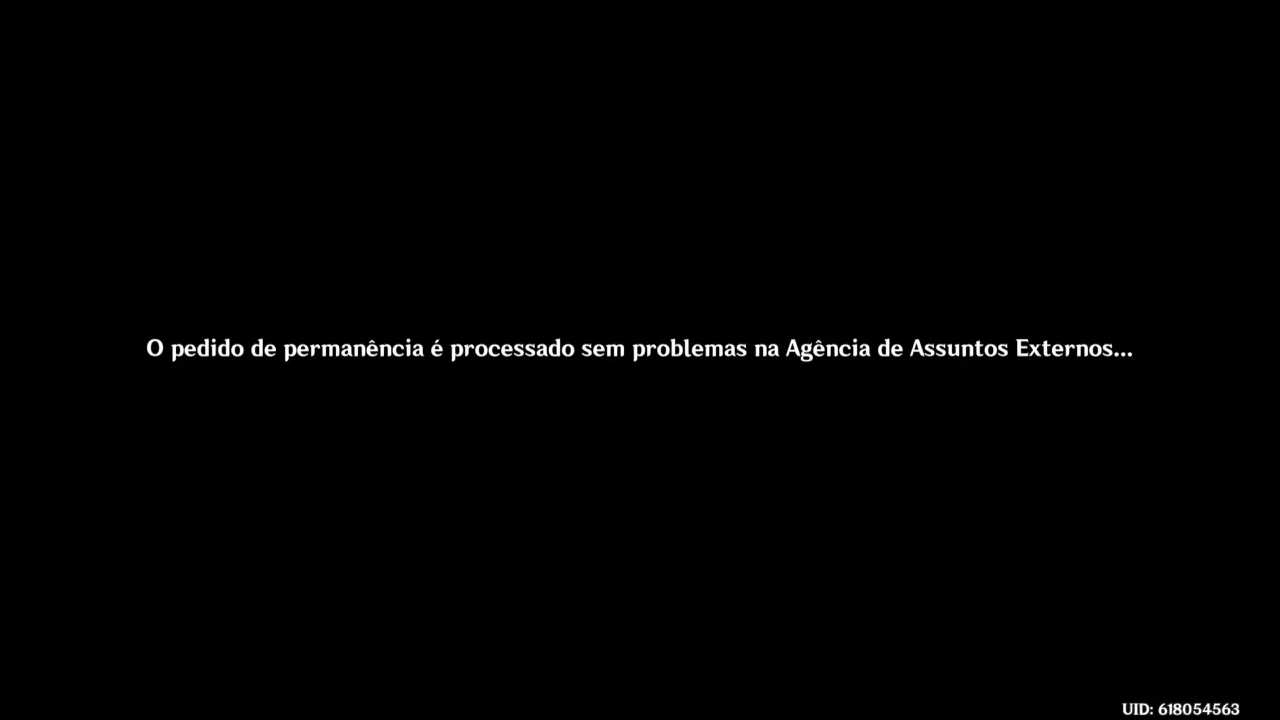 O pedido de permanência é processado sem problemas na Agência de Assuntos Externos...
UID: 618054563